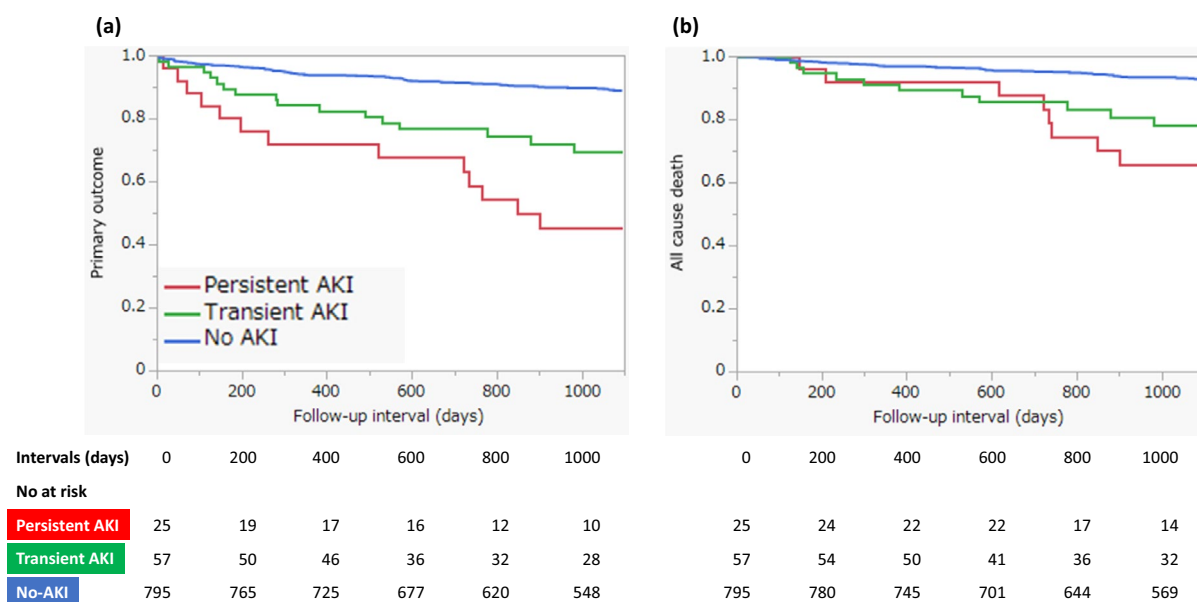 (a) (b)
1.0 1.0
0.8 0.8
0.6 0.6
0.4 0.4
0.2 0.2
0 0
Primary outcome
All cause death
Persistent AKI
Transient AKI
No AKI
0 200 400 600 800 1000 0 200 400 600 800 1000
Follow-up interval (days) Follow-up interval (days)
Intervals (days) 0 200 400 600 800 1000 0 200 400 600 800 1000
No at risk
Persistent AKI 25 19 17 16 12 10 25 24 22 22 17 14
Transient AKI 57 50 46 36 32 28 57 54 50 41 36 32
No-AKI 795 765 725 677 620 548 795 780 745 701 644 569